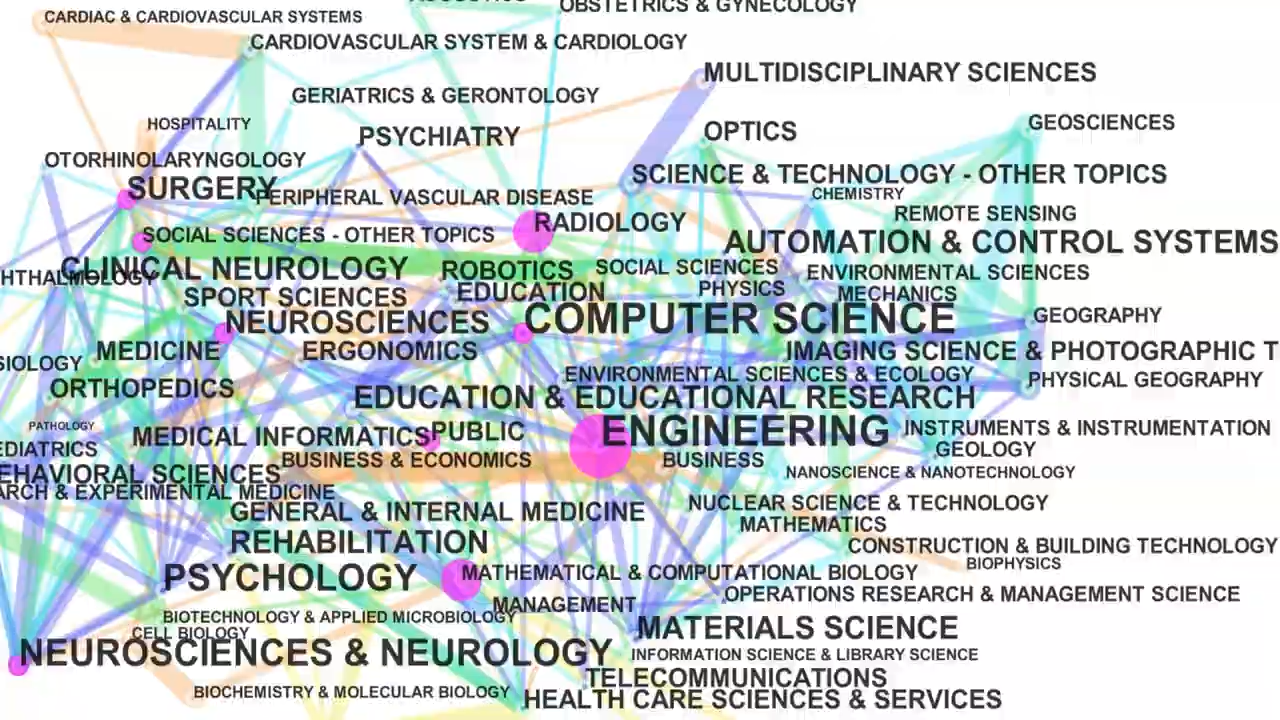 OBSTETRICS & GYNECOLOGY
CARDIAC & CARDIOVASCULAR SYSTEMS
CARDIOVASCULAR SYSTEM & CARDIOLOGY
MULTIDISCIPLINARY SCIENCES
GERIATRICS & GERONTOLOGY
HOSPITALITY
PSYCHIATRY
OPTICS
GEOSCIENCES
OTORHINOLARYNGOLOGY
SCIENCE & TECHNOLOGY - OTHER TOPICS
SURGERY
PERIPHERAL VASCULAR DISEASE
CHEMISTRY
REMOTE SENSING
RADIOLOGY
SOCIAL SCIENCES - OTHER TOPICS
AUTOMATION & CONTROL SYSTEMS
HTHALMOLOGY
CLINICAL NEUROLOGY
ROBOTICS
SOCIAL SCIENCES
ENVIRONMENTAL SCIENCES
SPORT SCIENCES
EDUCATION
PHYSICS
MECHANICS
NEUROSCIENCES
COMPUTER SCIENCE
GEOGRAPHY
SIOLOGY
MEDICINE
ERGONOMICS
IMAGING SCIENCE & PHOTOGRAPHIC T
ORTHOPEDICS
ENVIRONMENTAL SCIENCES & ECOLOGY
PHYSICAL GEOGRAPHY
EDUCATION & EDUCATIONAL RESEARCH
PATHOLOGY
MEDICAL INFORMATICS
PUBLIC
ENGINEERING
INSTRUMENTS & INSTRUMENTATION
EDIATRICS
GEOLOGY
BUSINESS & ECONOMICS
BUSINESS
EHAVIORAL SCIENCES
NANOSCIENCE & NANOTECHNOLOGY
ARCH & EXPERIMENTAL MEDICINE
GENERAL & INTERNAL MEDICINE
NUCLEAR SCIENCE & TECHNOLOGY
MATHEMATICS
REHABILITATION
CONSTRUCTION & BUILDING TECHNOLOGY
BIOPHYSICS
PSYCHOLOGY
MATHEMATICAL & COMPUTATIONAL BIOLOGY
OPERATIONS RESEARCH & MANAGEMENT SCIENCE
MANAGEMENT
BIOTECHNOLOGY & APPLIED MICROBIOLOGY
MATERIALS SCIENCE
CELL BIOLOGY
NEUROSCIENCES & NEUROLOGY
INFORMATION SCIENCE & LIBRARY SCIENCE
TELECOMMUNICATIONS
BIOCHEMISTRY & MOLECULAR BIOLOGY
HEALTH CARE SCIENCES & SERVICES